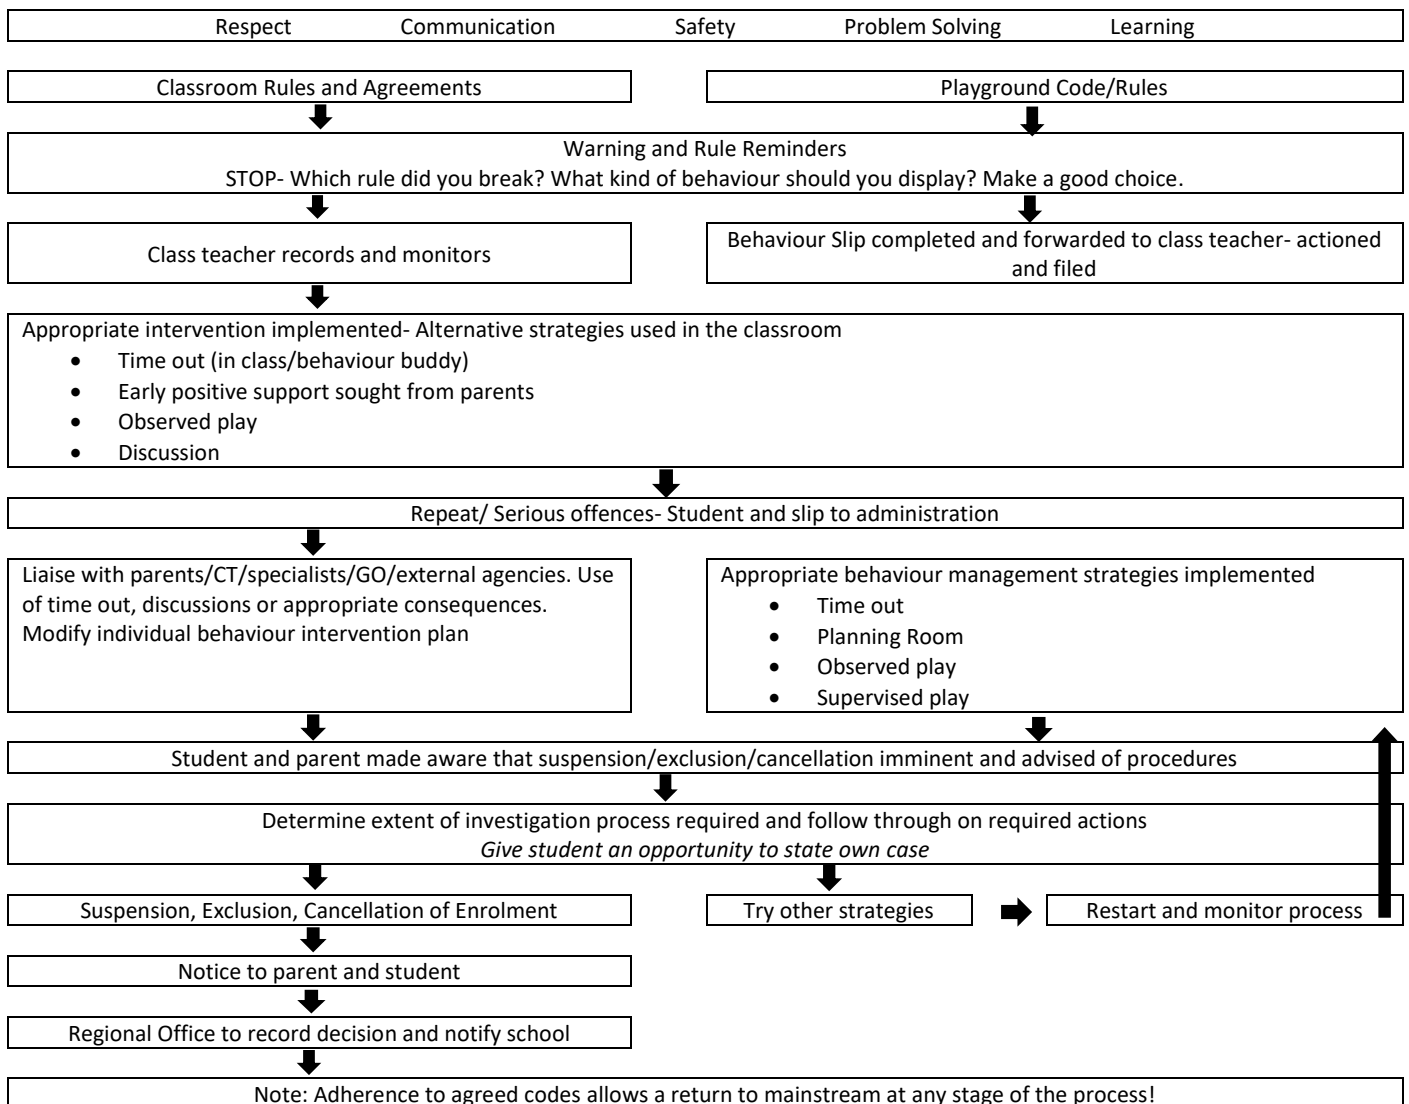 Respect Communication Safety Problem Solving Learning
Classroom Rules and Agreements
Playground Code/Rules
Warning and Rule Reminders
STOP- Which rule did you break? What kind of behaviour should you display? Make a good choice.
Class teacher records and monitors
Behaviour Slip completed and forwarded to class teacher- actioned
and filed
Appropriate intervention implemented- Alternative strategies used in the classroom
• Time out (in class/behaviour buddy)
• Early positive support sought from parents
• Observed play
• Discussion
Repeat/ Serious offences- Student and slip to administration
Liaise with parents/CT/specialists/GO/external agencies. Use
of time out, discussions or appropriate consequences.
Modify individual behaviour intervention plan
Appropriate behaviour management strategies implemented
• Time out
• Planning Room
• Observed play
• Supervised play
Student and parent made aware that suspension/exclusion/cancellation imminent and advised of procedures
Determine extent of investigation process required and follow through on required actions
Give student an opportunity to state own case
Suspension, Exclusion, Cancellation of Enrolment
Try other strategies
Restart and monitor process
Notice to parent and student
Regional Office to record decision and notify school
Note: Adherence to agreed codes allows a return to mainstream at any stage of the process!